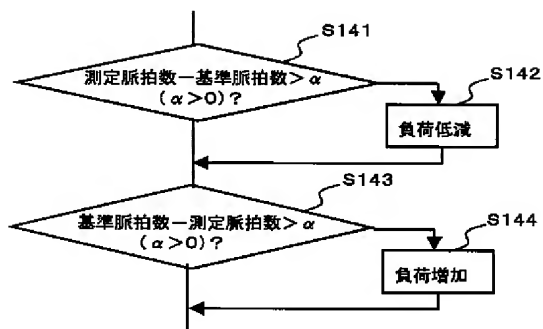 S141
測定脈拍数－基準脈拍数＞α
(α＞0)？
S142
負荷低減
S143
基準脈拍数－測定脈拍数＞α
(α＞0)？
S144
負荷増加